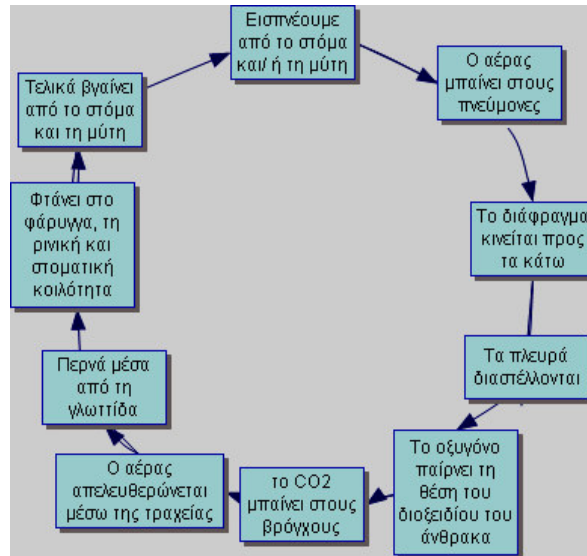 Εισπνέουμε
από το στόμα
και/ ή τη μύτη
Ο αέρας
μπαίνει στους
πνεύμονες
Το διάφραγμα
κινείται προς
τα κάτω
Τα πλευρά
διαστέλλονται
Το οξυγόνο
παίρνει τη
θέση του
διοξειδίου του
άνθρακα
το CO2
μπαίνει στους
βρόγχους
Ο αέρας
απελευθερώνεται
μέσω της τραχείας
Περνά μέσα
από τη
γλωττίδα
Φτάνει στο
φάρυγγα, τη
ρινική και
στοματική
κοιλότητα
Τελικά βγαίνει
από το στόμα
και τη μύτη